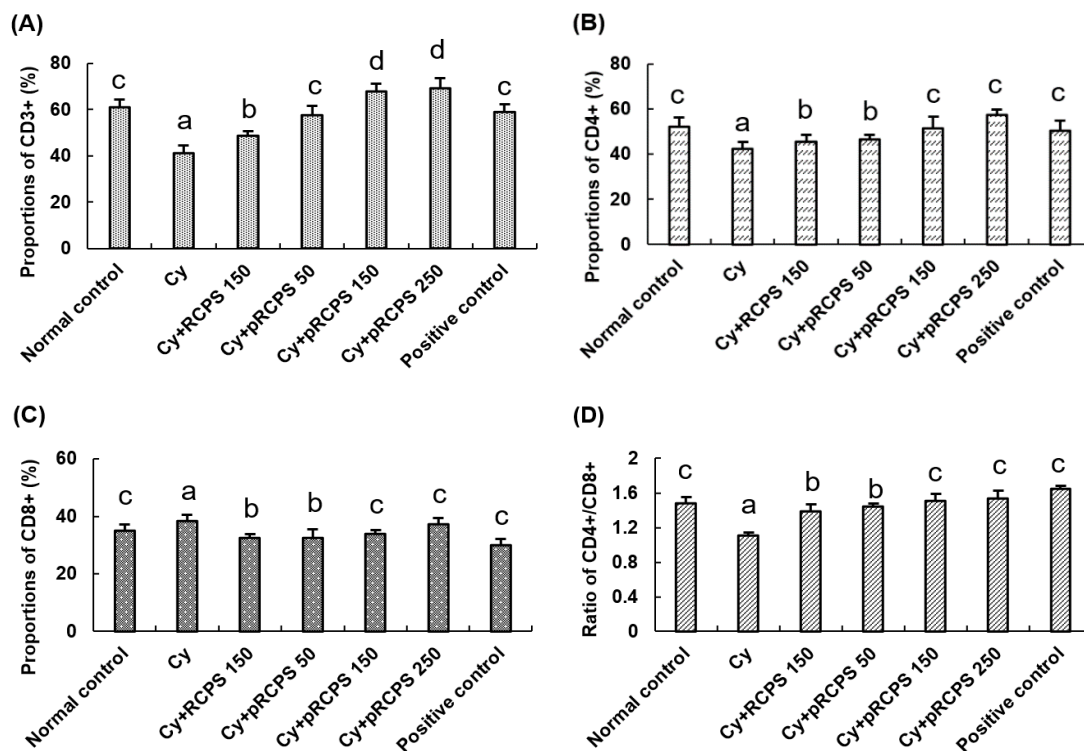 (A)
Proportions of CD3+ (%)
80
60
40
20
0
c
a
b
c
d
d
c
Normal control
Cy
Cy+RCPS 150
Cy+pRCPS 50
Cy+pRCPS 150
Cy+pRCPS 250
Positive control
(B)
Proportions of CD4+ (%)
80
60
40
20
0
c
a
b
b
c
c
c
Normal control
Cy
Cy+RCPS 150
Cy+pRCPS 50
Cy+pRCPS 150
Cy+pRCPS 250
Positive control
(C)
Proportions of CD8+ (%)
60
40
20
0
c
a
b
b
c
c
c
Normal control
Cy
Cy+RCPS 150
Cy+pRCPS 50
Cy+pRCPS 150
Cy+pRCPS 250
Positive control
(D)
Ratio of CD4+/CD8+
2
1.6
1.2
0.8
0.4
0
c
a
b
b
c
c
c
Normal control
Cy
Cy+RCPS 150
Cy+pRCPS 50
Cy+pRCPS 150
Cy+pRCPS 250
Positive control